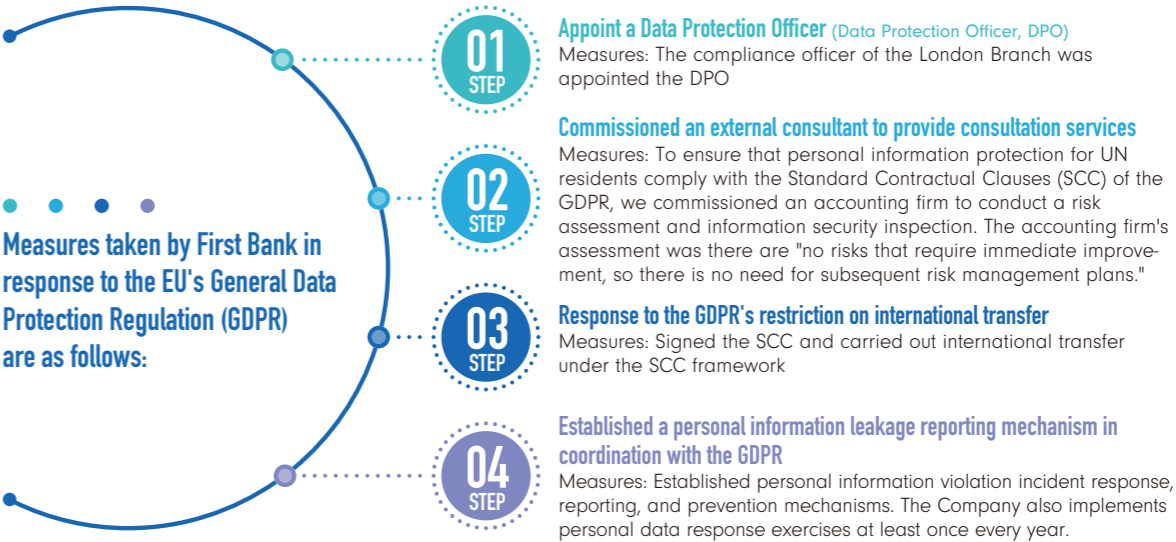 Measures taken by First Bank in
response to the EU's General Data
Protection Regulation (GDPR)
are as follows:
01
STEP
Appoint a Data Protection Officer (Data Protection Officer, DPO)
Measures: The compliance officer of the London Branch was
appointed the DPO
02
STEP
Commissioned an external consultant to provide consultation services
Measures: To ensure that personal information protection for UN
residents comply with the Standard Contractual Clauses (SCC) of the
GDPR, we commissioned an accounting firm to conduct a risk
assessment and information security inspection. The accounting firm's
assessment was there are "no risks that require immediate improve-
ment, so there is no need for subsequent risk management plans."
03
STEP
Response to the GDPR's restriction on international transfer
Measures: Signed the SCC and carried out international transfer
under the SCC framework
04
STEP
Established a personal information leakage reporting mechanism in
coordination with the GDPR
Measures: Established personal information violation incident response,
reporting, and prevention mechanisms. The Company also implements
personal data response exercises at least once every year.